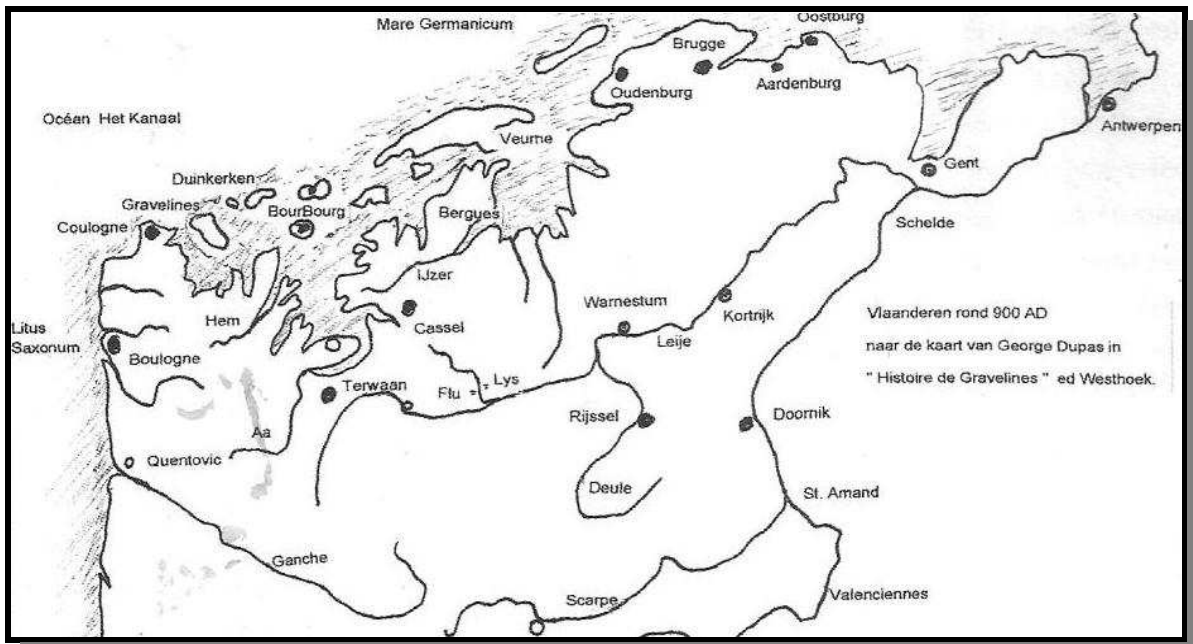 Mare Germanicum
Oostburg
Brugge
Oudenburg
Aardenburg
Antwerpen
Océan Het Kanaal
Veurne
Gent
Duinkerken
Gravelines
BourBourg
Bergues
Coulogne
Schelde
IJzer
Warnestum
Kortrijk
Hem
Cassel
Litus
Saxonum
Boulogne
Leije
Vlaanderen rond 900 AD
naar de kaart van George Dupas in
" Histoire de Gravelines " ed Westhoek.
Terwaan
Flu
Lys
Rijssel
Doornik
Aa
Quentovic
Deule
St. Amand
Ganche
Scarpe
Valenciennes